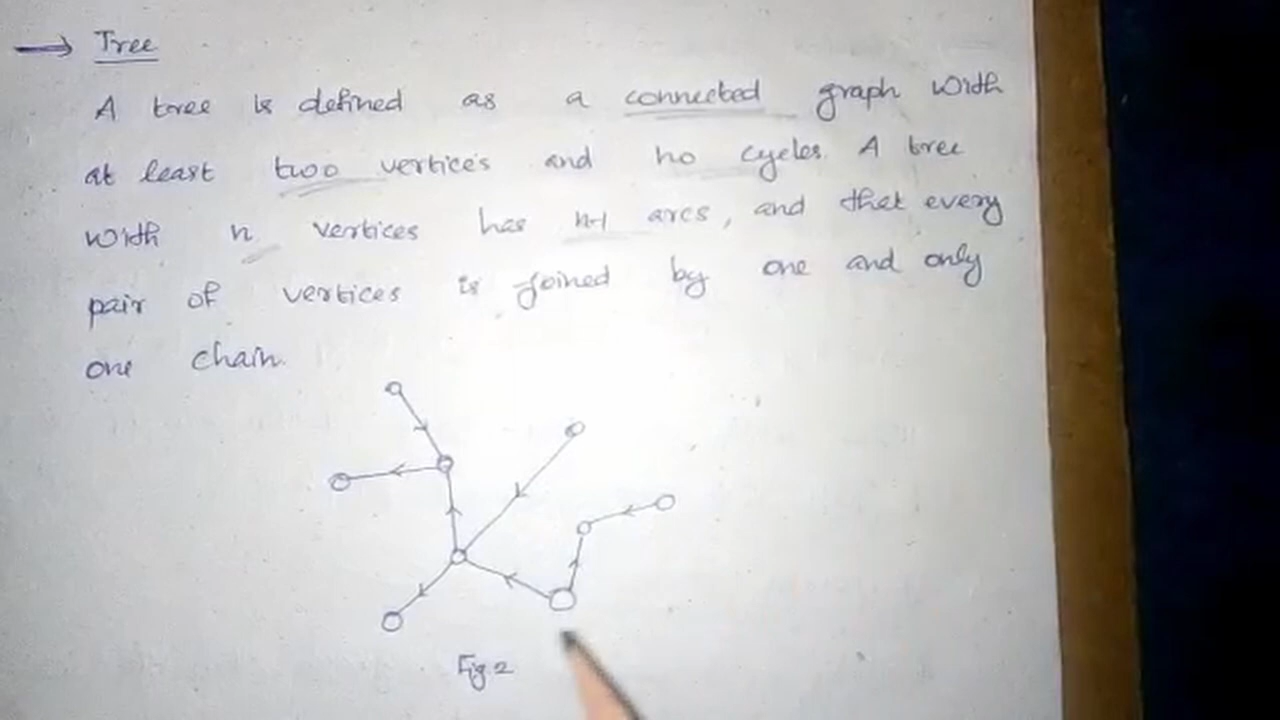 → Tree
A tree is defined as a connected graph with
at least two vertices and no cycles. A tree
with n vertices has n-1 arcs, and that every
pair of vertices is joined by one and only
one chain.
Fig 2